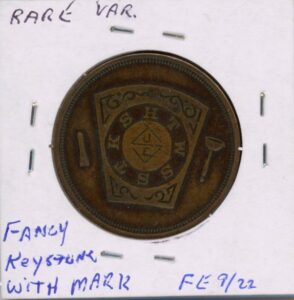 RARE VAR.
H T W S S T K S
FANCY
Keystone
WITH MARK
FE 9/22